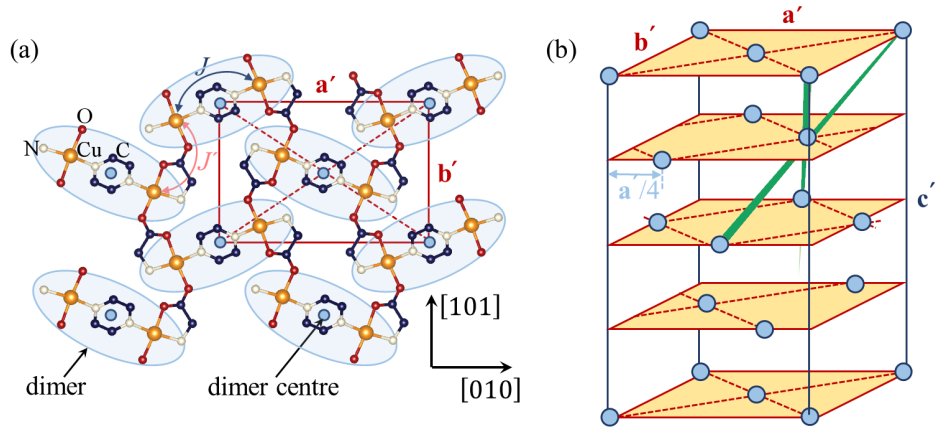 (a)
J
a′
O
N
Cu
C
J′
b′
[101]
[010]
dimer
dimer centre
(b)
a′
b′
a′/4
c′